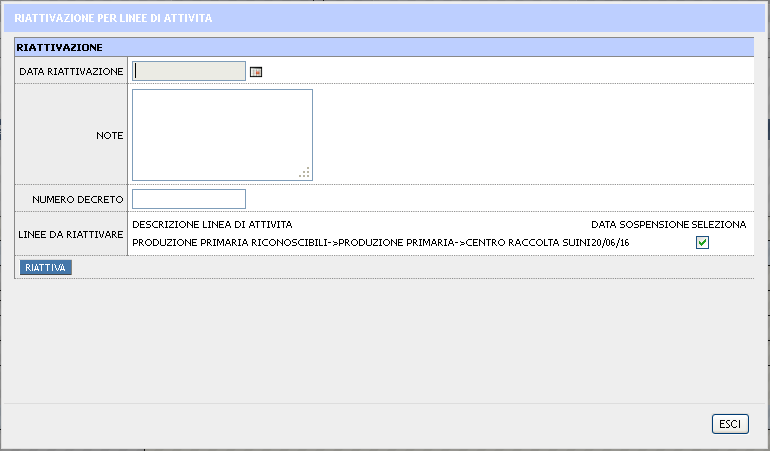 RIATTIVAZIONE PER LINEE DI ATTIVITA
RIATTIVAZIONE
DATA RIATTIVAZIONE
NOTE
NUMERO DECRETO
LINEE DA RIATTIVARE
DESCRIZIONE LINEA DI ATTIVITA DATA SOSPENSIONE SELEZIONA
PRODUZIONE PRIMARIA RICONOSCIBILI->PRODUZIONE PRIMARIA->CENTRO RACCOLTA SUINI 20/06/16
RIATTIVA
ESCI